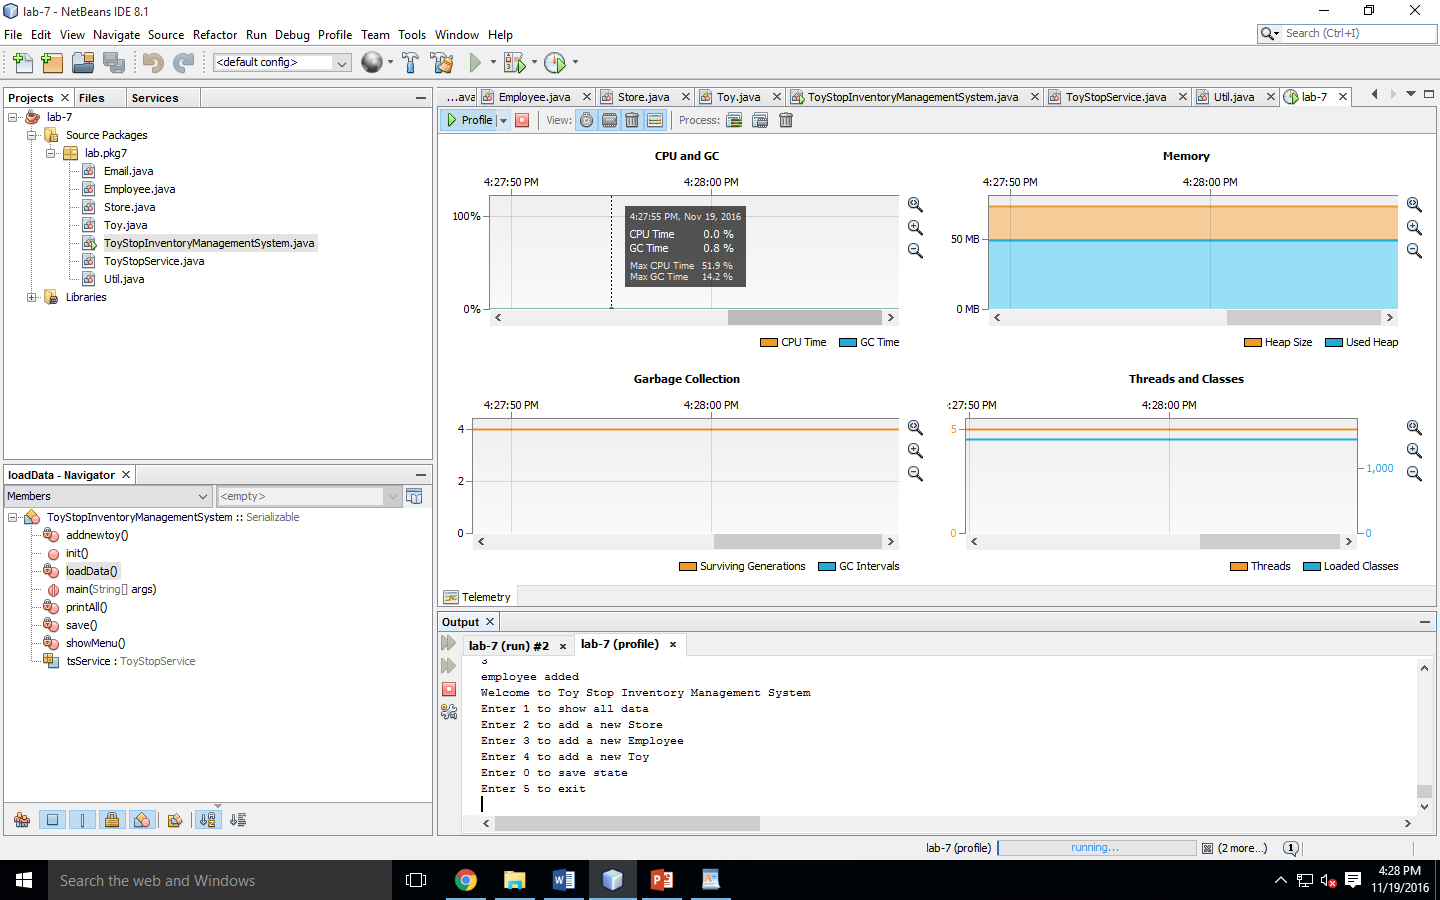 lab-7 - NetBeans IDE 8.1
File Edit View Navigate Source Refactor Run Debug Profile Team Tools Window Help
Search (Ctrl+I)
<default config>
Projects Files Services
lab-7
Source Packages
lab.pkg7
Email.java
Employee.java
Store.java
Toy.java
ToyStopInventoryManagementSystem.java
ToyStopService.java
Util.java
Libraries
loadData - Navigator
Members <empty>
ToyStopInventoryManagementSystem :: Serializable
addnewtoy()
init()
loadData()
main(String[] args)
printAll()
save()
showMenu()
tsService : ToyStopService
...ava Employee.java Store.java Toy.java ToyStopInventoryManagementSystem.java ToyStopService.java Util.java lab-7
Profile View: Process:
CPU and GC
4:27:50 PM 4:28:00 PM
100%
0%
4:27:55 PM, Nov 19, 2016
CPU Time 0.0 %
GC Time 0.8 %
Max CPU Time 51.9 %
Max GC Time 14.2 %
CPU Time GC Time
Memory
4:27:50 PM 4:28:00 PM
50 MB
0 MB
Heap Size Used Heap
Garbage Collection
4:27:50 PM 4:28:00 PM
4
2
0
Surviving Generations GC Intervals
Threads and Classes
:27:50 PM 4:28:00 PM
5
1,000
0 0
Threads Loaded Classes
Telemetry
Output
lab-7 (run) #2 lab-7 (profile)
3
employee added
Welcome to Toy Stop Inventory Management System
Enter 1 to show all data
Enter 2 to add a new Store
Enter 3 to add a new Employee
Enter 4 to add a new Toy
Enter 0 to save state
Enter 5 to exit
lab-7 (profile) running... (2 more...) 1
Search the web and Windows
4:28 PM
11/19/2016